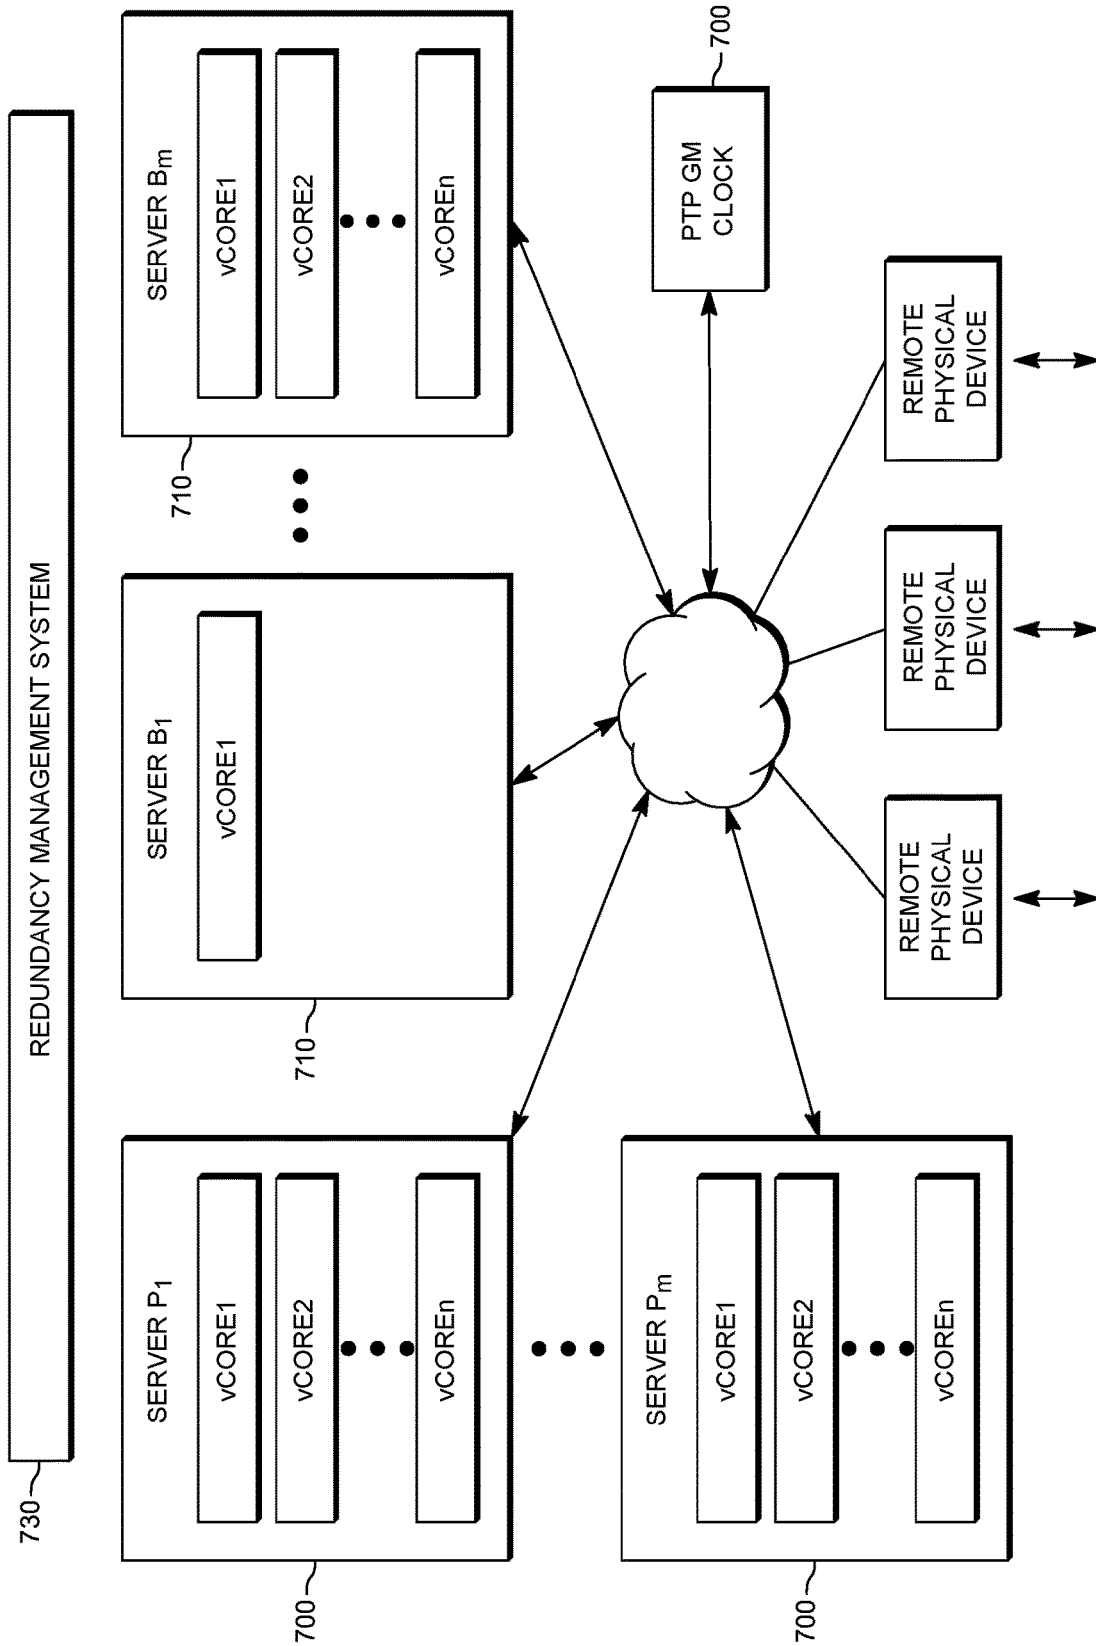 730
REDUNDANCY MANAGEMENT SYSTEM
700
SERVER P1
vCORE1
vCORE2
vCOREn
710
SERVER B1
vCORE1
710
SERVER Bm
vCORE1
vCORE2
vCOREn
700
SERVER Pm
vCORE1
vCORE2
vCOREn
PTP GM
CLOCK
700
REMOTE
PHYSICAL
DEVICE
REMOTE
PHYSICAL
DEVICE
REMOTE
PHYSICAL
DEVICE